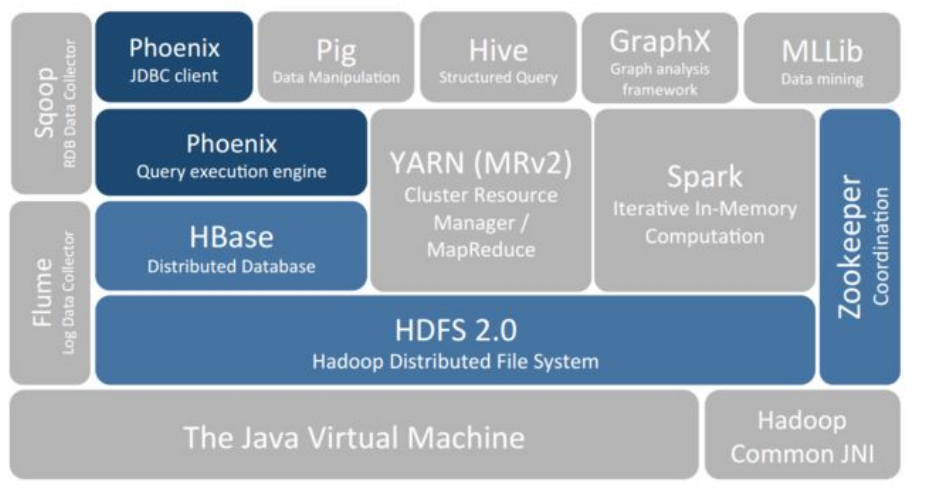 Sqoop
RDB Data Collector
Phoenix
JDBC client
Pig
Data Manipulation
Hive
Structured Query
GraphX
Graph analysis
framework
MLLib
Data mining
Phoenix
Query execution engine
YARN (MRv2)
Cluster Resource
Manager /
MapReduce
Spark
Iterative In-Memory
Computation
Zookeeper
Coordination
Flume
Log Data Collector
HBase
Distributed Database
HDFS 2.0
Hadoop Distributed File System
The Java Virtual Machine
Hadoop
Common JNI